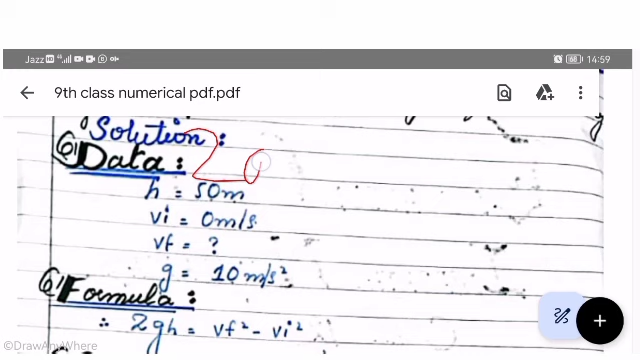 Jazz 14:59
9th class numerical pdf.pdf
Solution:
Data:
h = 50m
vi = 0m/s
vf = ?
g = 10m/s²
Formula:
∴ 2gh = vf² - vi²
©DrawAnyWhere